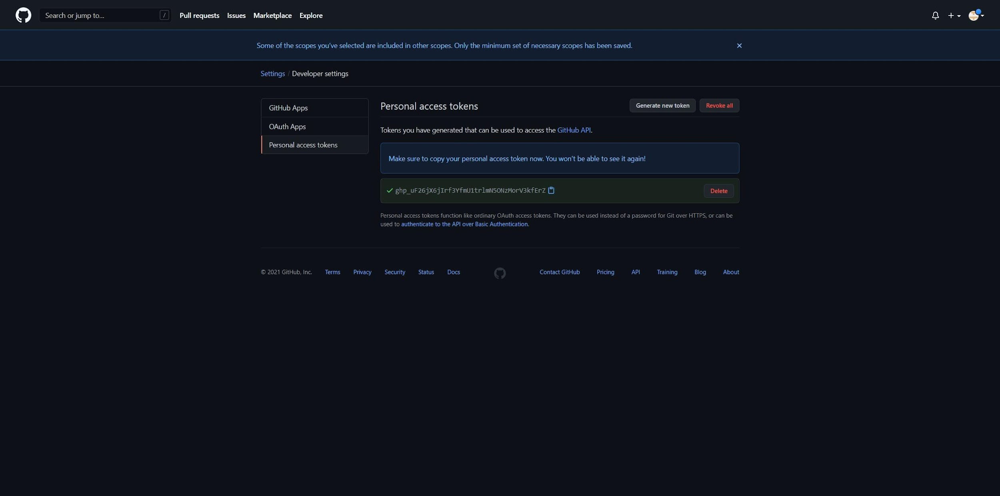 Search or jump to...
/
Pull requests
Issues
Marketplace
Explore
Some of the scopes you've selected are included in other scopes. Only the minimum set of necessary scopes has been saved.
Settings / Developer settings
GitHub Apps
OAuth Apps
Personal access tokens
Personal access tokens
Generate new token
Revoke all
Tokens you have generated that can be used to access the GitHub API.
Make sure to copy your personal access token now. You won't be able to see it again!
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
Delete
Personal access tokens function like ordinary OAuth access tokens. They can be used instead of a password for Git over HTTPS, or can be
used to authenticate to the API over Basic Authentication.
© 2021 GitHub, Inc.
Terms
Privacy
Security
Status
Docs
Contact GitHub
Pricing
API
Training
Blog
About